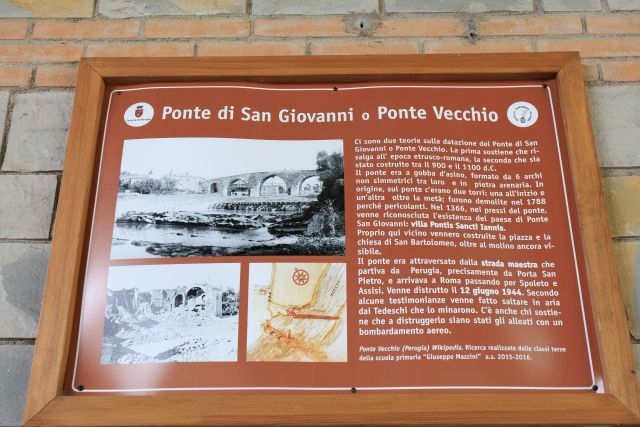 Ponte di San Giovanni o Ponte Vecchio
Ci sono due teorie sulla datazione del Ponte di San
Giovanni o Ponte Vecchio. La prima sostiene che ri-
salga all' epoca etrusco-romana, la seconda che sia
stato costruito tra il 900 e il 1100 d.C.
Il ponte era a gobba d'asino, formato da 6 archi
non simmetrici tra loro e in pietra arenaria. In
origine, sul ponte c'erano due torri: una all'inizio e
un'altra oltre la metà; furono demolite nel 1788
perché pericolanti. Nel 1366, nei pressi del ponte,
venne riconosciuta l'esistenza del paese di Ponte
San Giovanni: villa Pontis Sancti Iannis.
Proprio qui vicino vennero costruite la piazza e la
chiesa di San Bartolomeo, oltre al molino ancora vi-
sibile.
Il ponte era attraversato dalla strada maestra che
partiva da Perugia, precisamente da Porta San
Pietro, e arrivava a Roma passando per Spoleto e
Assisi. Venne distrutto il 12 giugno 1944. Secondo
alcune testimonianze venne fatto saltare in aria
dai Tedeschi che lo minarono. C'è anche chi sostie-
ne che a distruggerlo siano stati gli alleati con un
bombardamento aereo.
Ponte Vecchio (Perugia) Wikipedia. Ricerca realizzata dalle classi terze
della scuola primaria "Giuseppe Mazzini" a.s. 2015-2016.